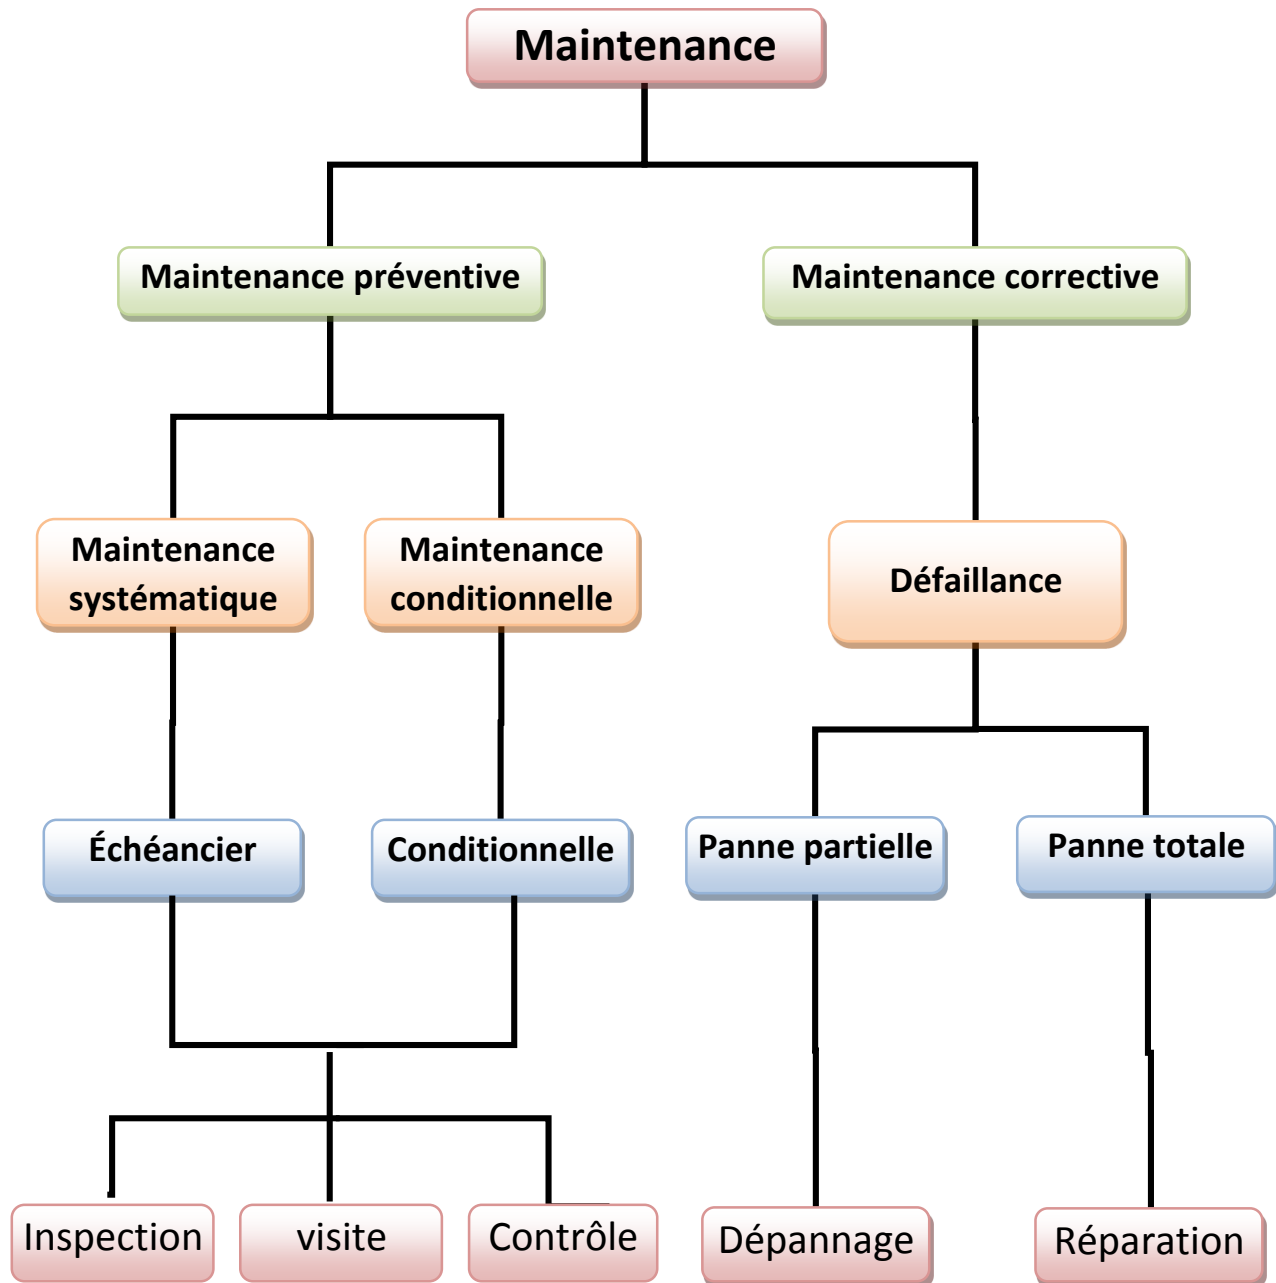 Maintenance
Maintenance préventive
Maintenance corrective
Maintenance
systématique
Maintenance
conditionnelle
Défaillance
Échéancier
Conditionnelle
Panne partielle
Panne totale
Inspection
visite
Contrôle
Dépannage
Réparation